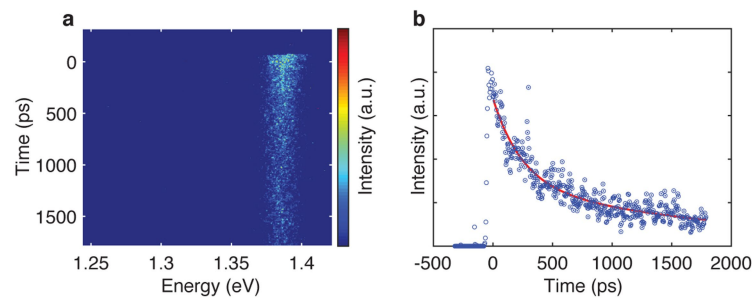 a
0
500
1000
1500
Time (ps)
1.25
1.3
1.35
1.4
Energy (eV)
Intensity (a.u.)
b
Intensity (a.u.)
-500
0
500
1000
1500
2000
Time (ps)